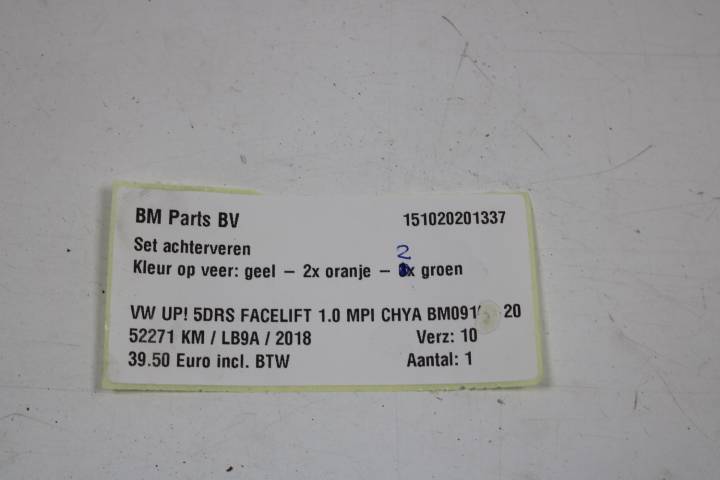 BM Parts BV 151020201337
Set achterveren
2
Kleur op veer: geel – 2x oranje – x groen
VW UP! 5DRS FACELIFT 1.0 MPI CHYA 20
52271 KM / LB9A / 2018 Verz: 10
39.50 Euro incl. BTW Aantal: 1